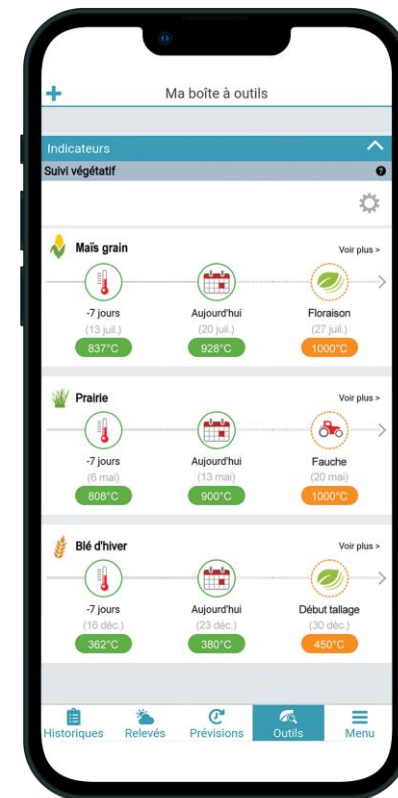 Ma boîte à outils
Indicateurs
Suivi végétatif
Maïs grain
Voir plus >
-7 jours
Aujourd'hui
Floraison
(13 juil.)
(20 juil.)
(27 juil.)
837°C
928°C
1000°C
Prairie
Voir plus >
-7 jours
Aujourd'hui
Fauche
(6 mai)
(13 mai)
(20 mai)
808°C
900°C
1000°C
Blé d'hiver
Voir plus >
-7 jours
Aujourd'hui
Début tallage
(16 déc.)
(23 déc.)
(30 déc.)
362°C
380°C
450°C
Historiques
Relevés
Prévisions
Outils
Menu